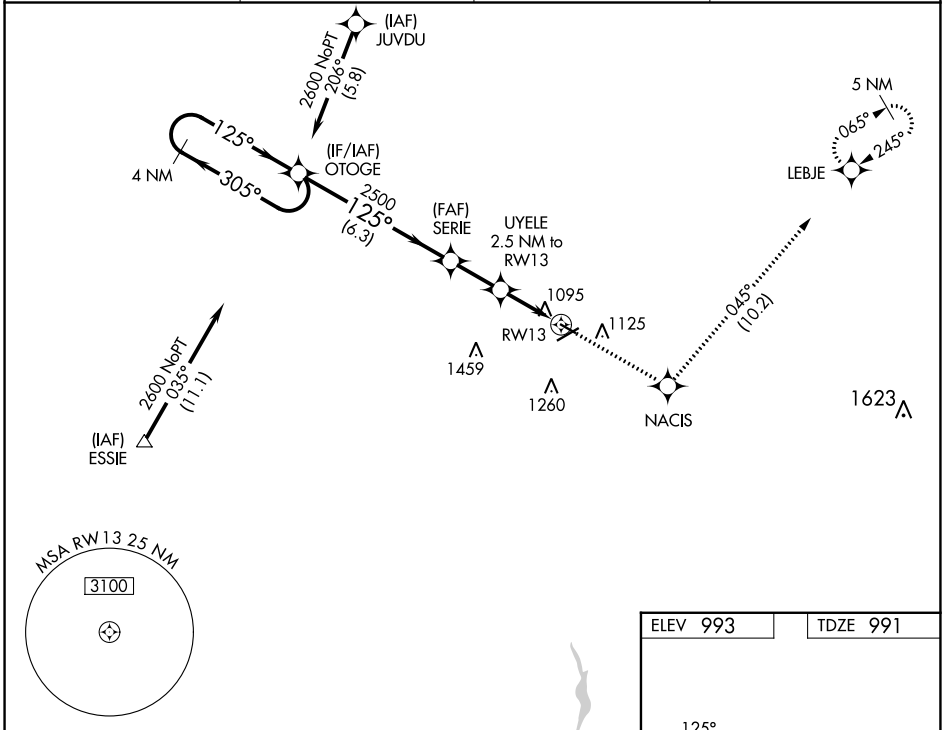 (IAF)
JUVDU
2600 NoPT
206°
(5.8)
5 NM
065°
245°
LEBJE
125°
4 NM
305°
(IF/IAF)
OTOGE
2500
125°
(6.3)
(FAF)
SERIE
UYELE
2.5 NM to
RW13
1095
RW13
1125
1459
1260
045°
(10.2)
NACIS
1623
2600 NoPT
035°
(11.1)
(IAF)
ESSIE
MSA RW13 25 NM
3100
ELEV 993
TDZE 991
125°